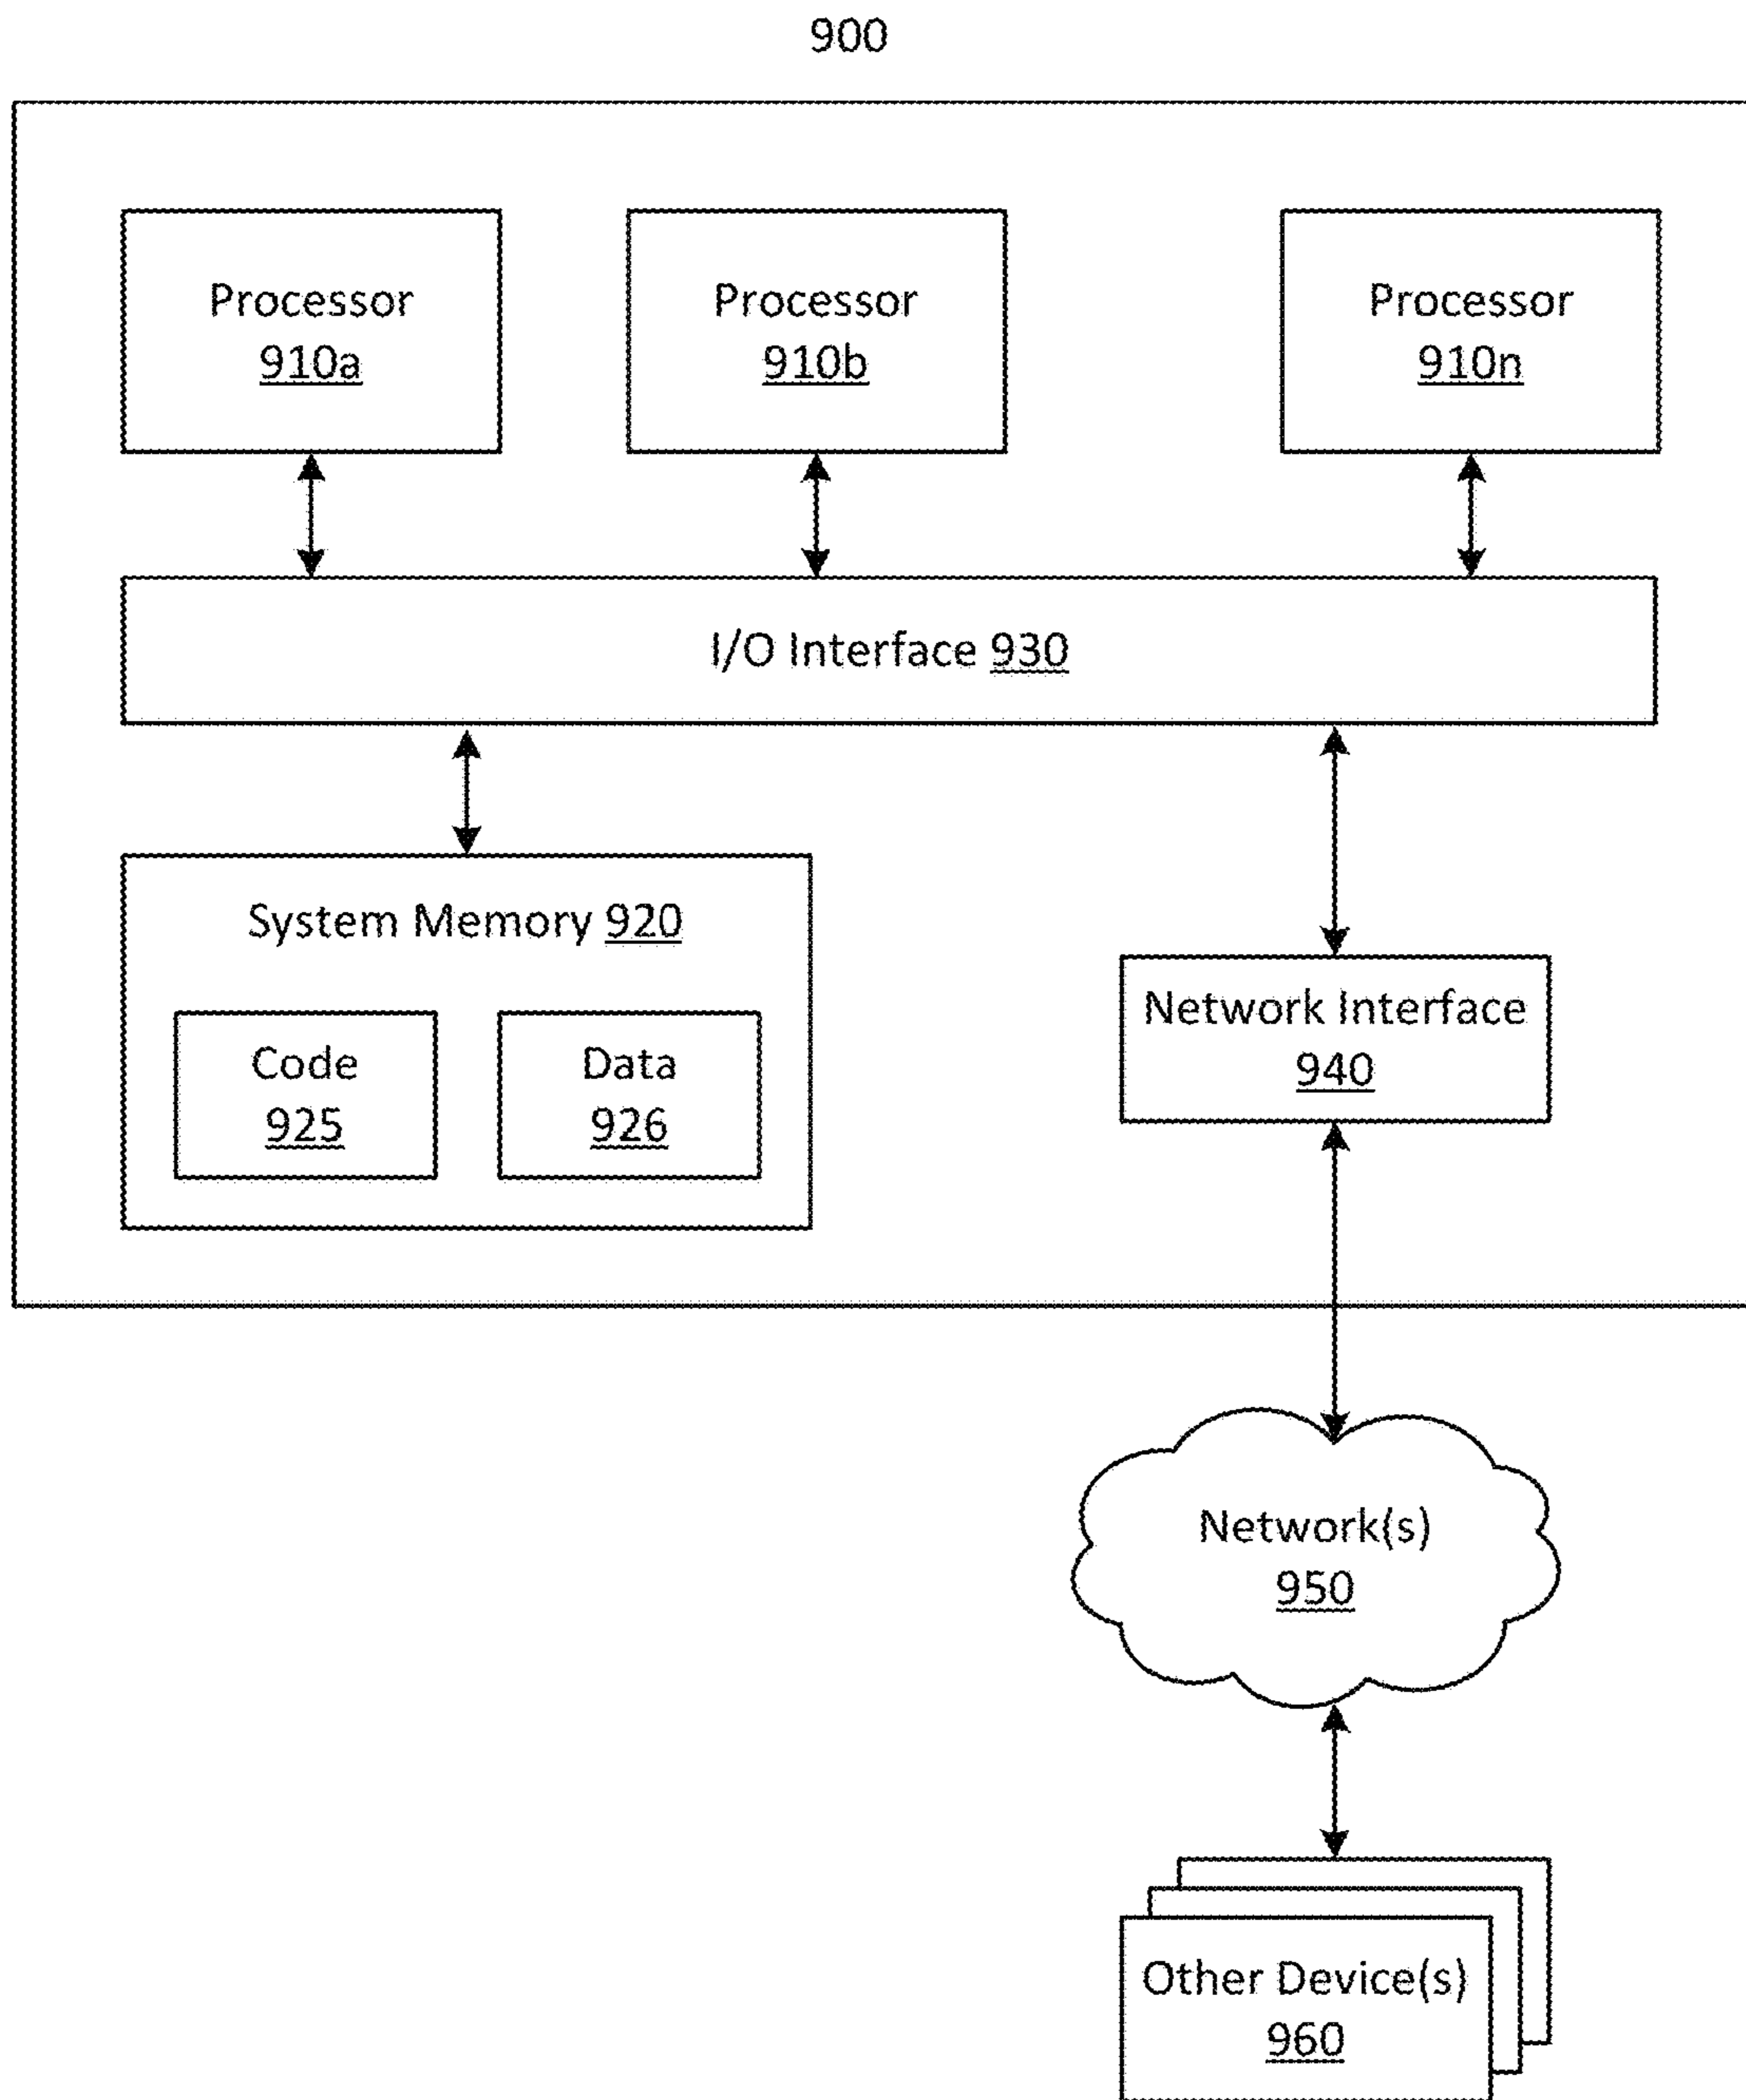 900
Processor
910a
Processor
910b
Processor
910n
I/O Interface 930
System Memory 920
Code
925
Data
926
Network Interface
940
Network(s)
950
Other Device(s)
960